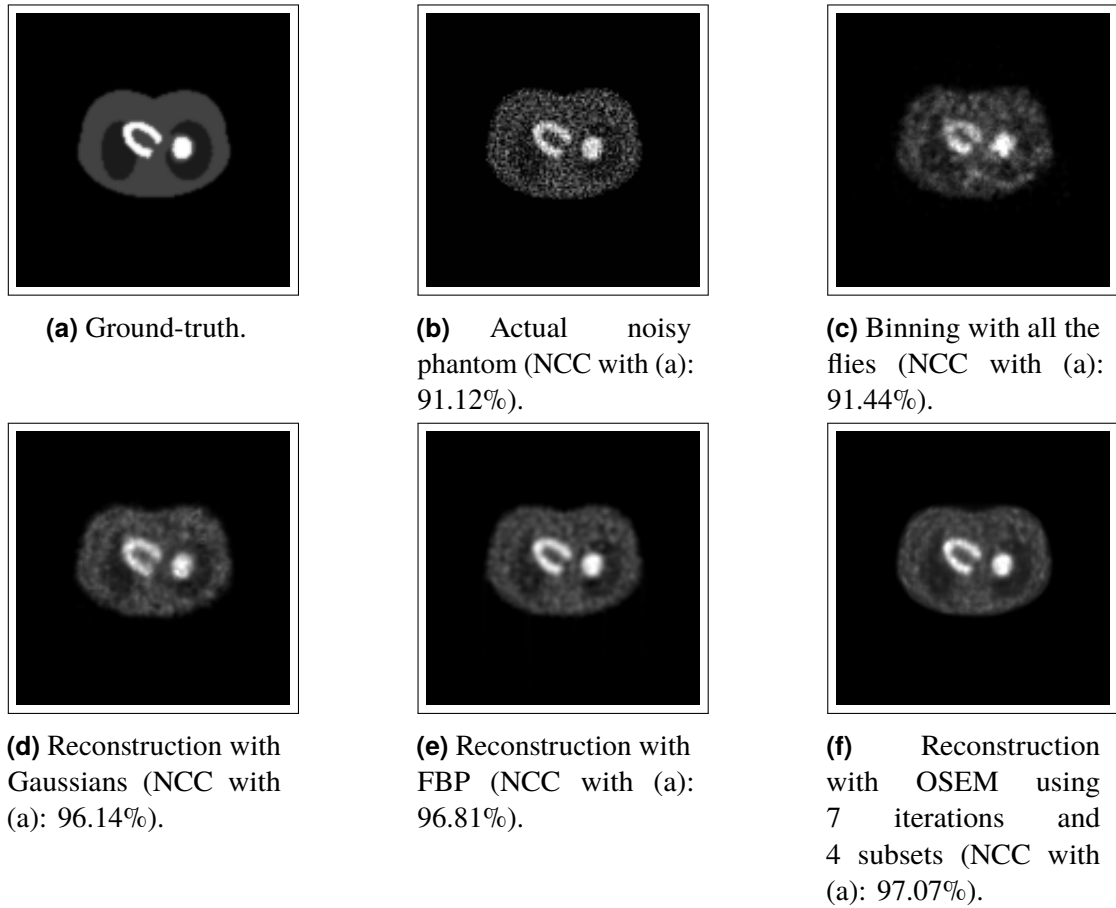 (a) Ground-truth.
(b) Actual noisy
phantom (NCC with (a):
91.12%).
(c) Binning with all the
flies (NCC with (a):
91.44%).
(d) Reconstruction with
Gaussians (NCC with
(a): 96.14%).
(e) Reconstruction with
FBP (NCC with (a):
96.81%).
(f) Reconstruction
with OSEM using
7 iterations and
4 subsets (NCC with
(a): 97.07%).